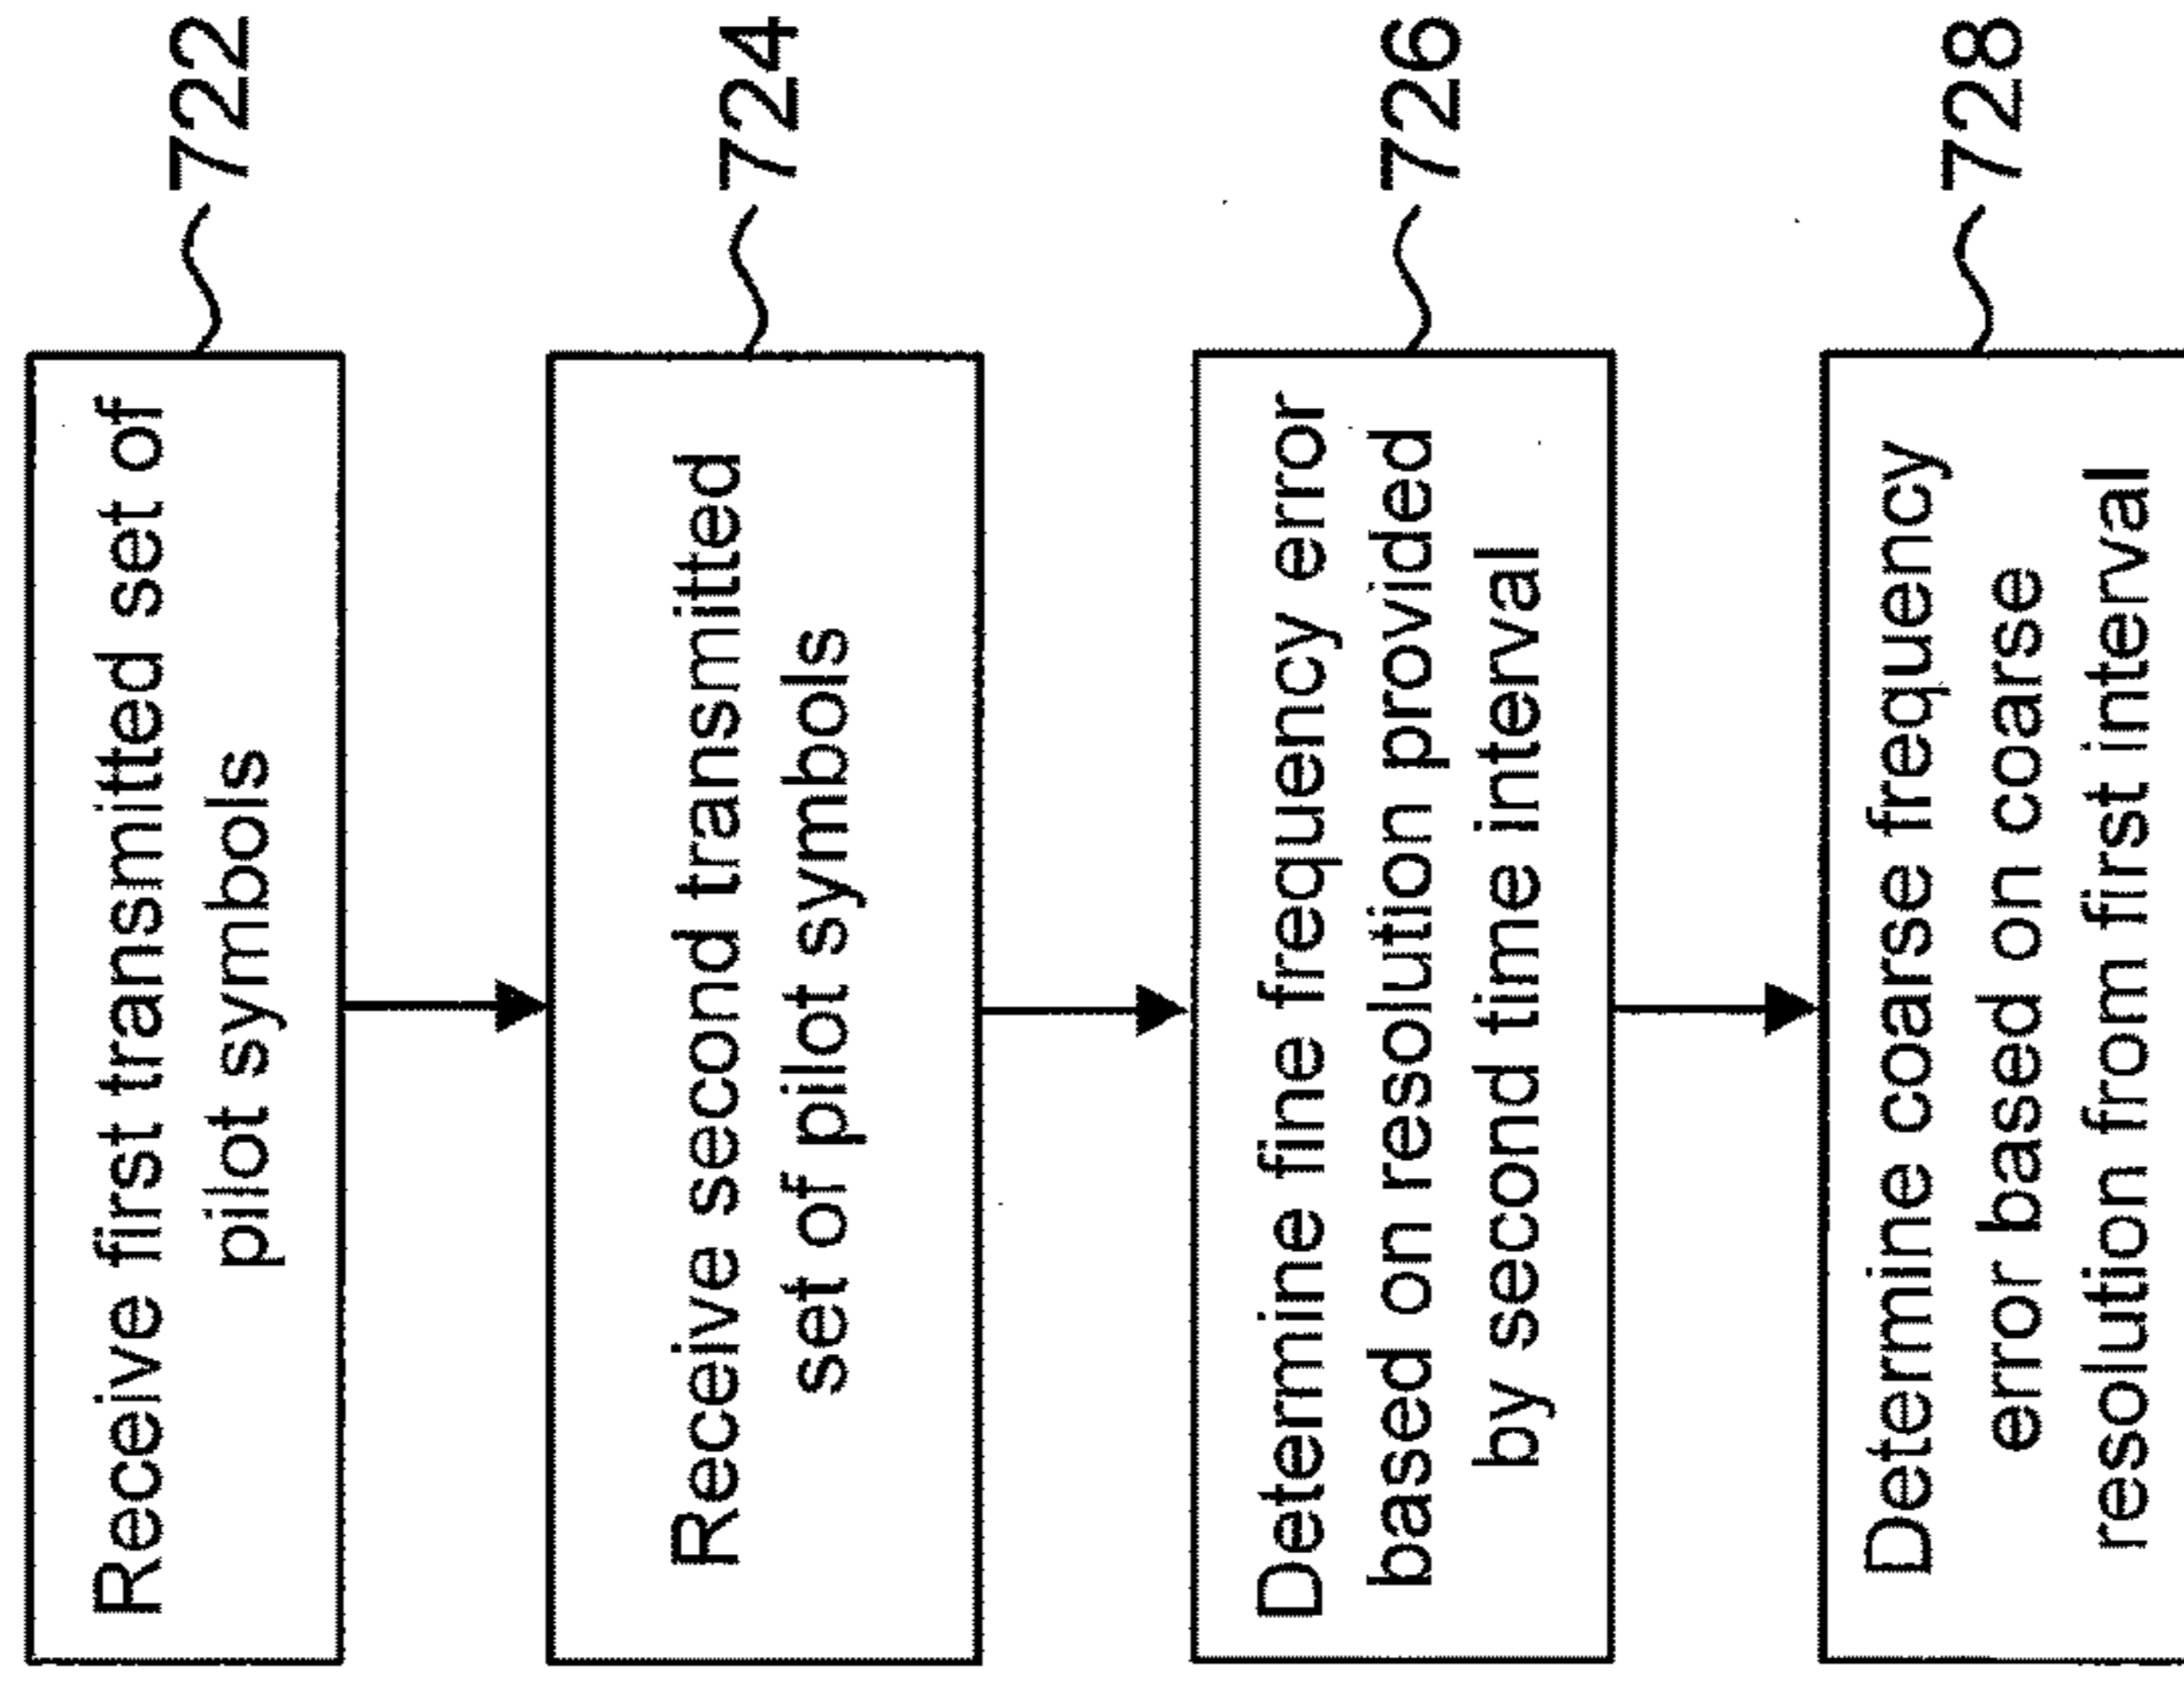 Receive first transmitted set of
pilot symbols
722
Receive second transmitted
set of pilot symbols
724
Determine fine frequency error
based on resolution provided
by second time interval
726
Determine coarse frequency
error based on coarse
resolution from first interval
728